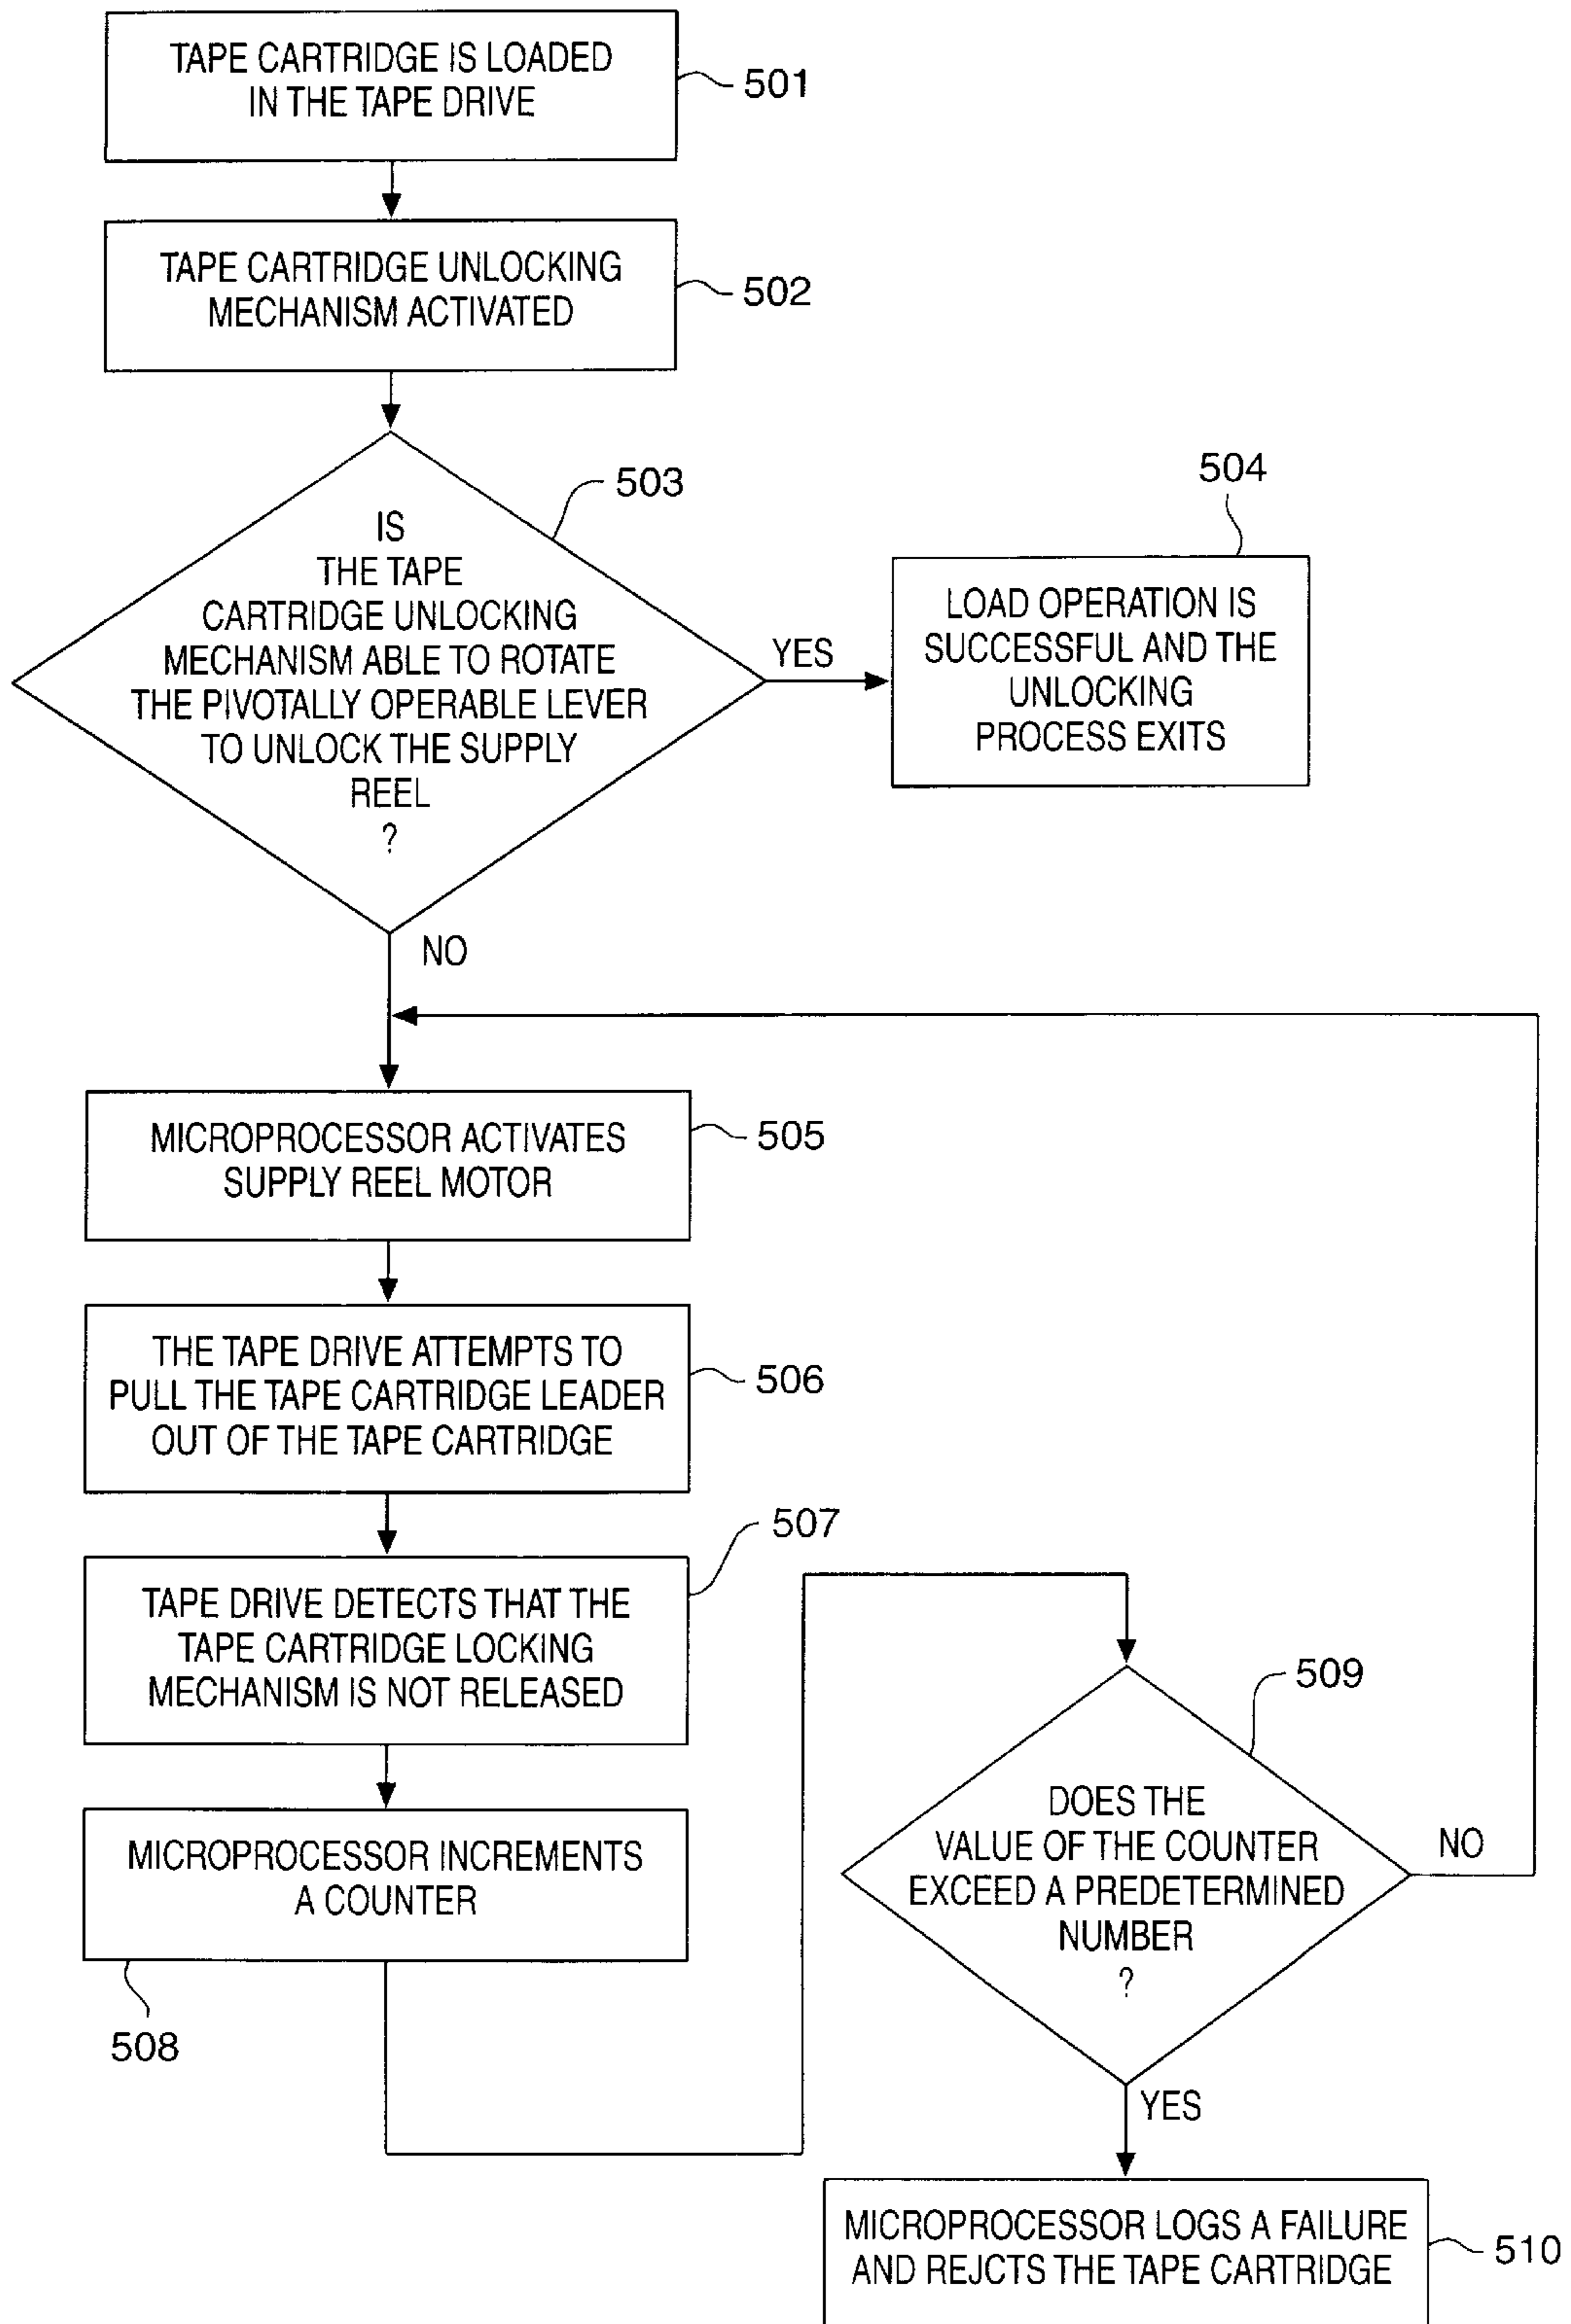 TAPE CARTRIDGE IS LOADED
IN THE TAPE DRIVE
501
TAPE CARTRIDGE UNLOCKING
MECHANISM ACTIVATED
502
503
IS
THE TAPE
CARTRIDGE UNLOCKING
MECHANISM ABLE TO ROTATE
THE PIVOTALLY OPERABLE LEVER
TO UNLOCK THE SUPPLY
REEL
?
YES
504
LOAD OPERATION IS
SUCCESSFUL AND THE
UNLOCKING
PROCESS EXITS
NO
MICROPROCESSOR ACTIVATES
SUPPLY REEL MOTOR
505
THE TAPE DRIVE ATTEMPTS TO
PULL THE TAPE CARTRIDGE LEADER
OUT OF THE TAPE CARTRIDGE
506
507
TAPE DRIVE DETECTS THAT THE
TAPE CARTRIDGE LOCKING
MECHANISM IS NOT RELEASED
MICROPROCESSOR INCREMENTS
A COUNTER
508
509
DOES THE
VALUE OF THE COUNTER
EXCEED A PREDETERMINED
NUMBER
?
NO
YES
MICROPROCESSOR LOGS A FAILURE
AND REJCTS THE TAPE CARTRIDGE
510